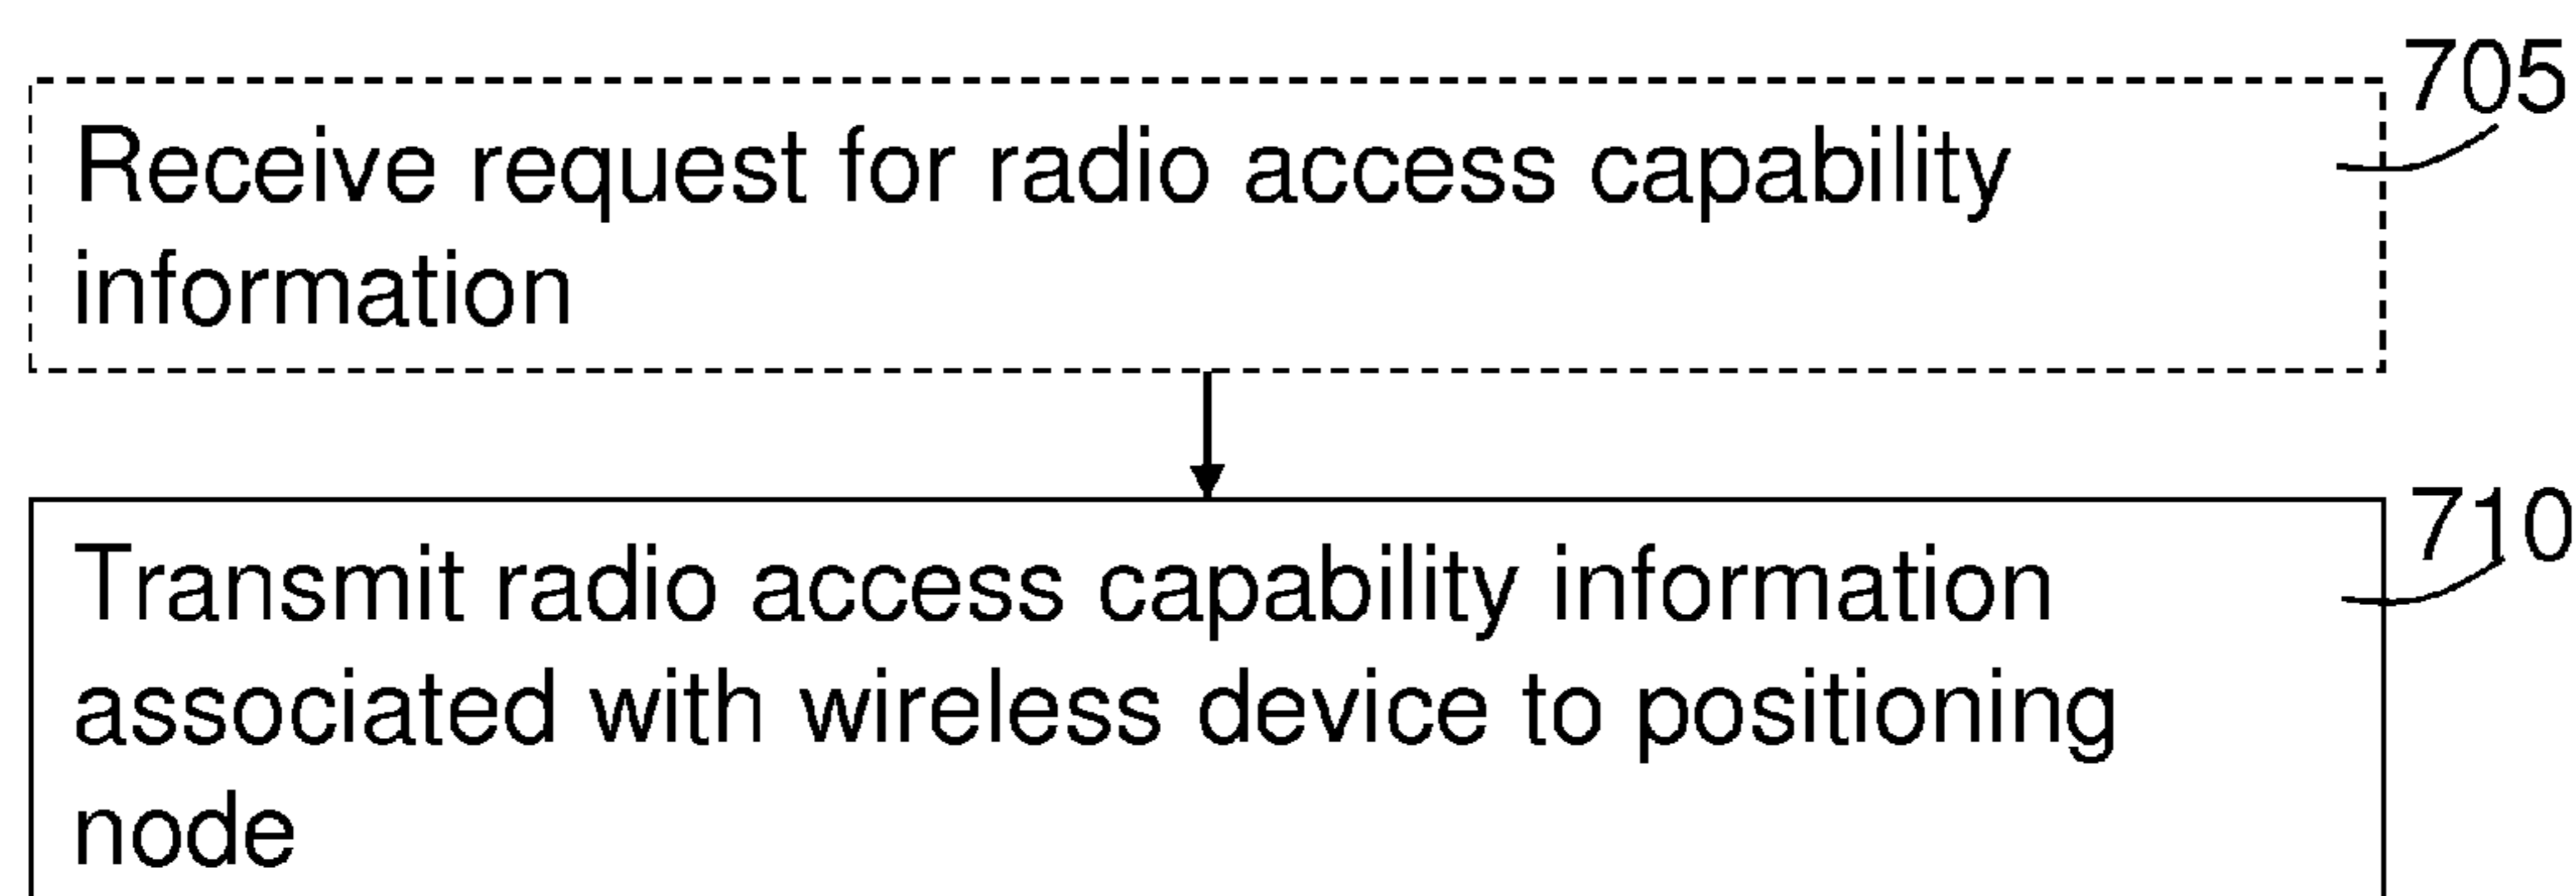 705
Receive request for radio access capability
information
710
Transmit radio access capability information
associated with wireless device to positioning
node